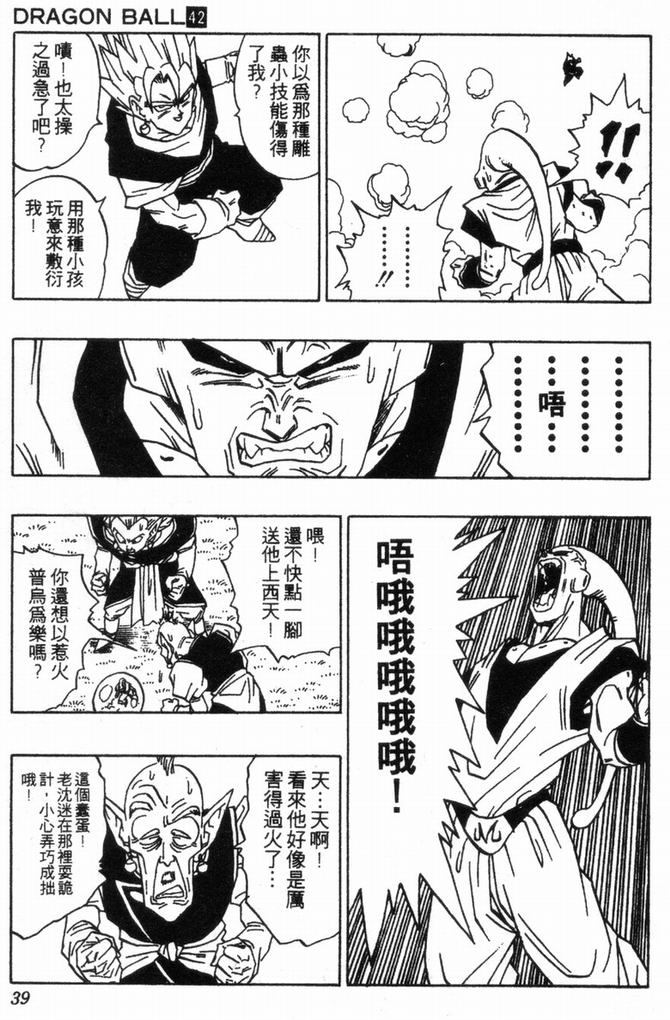 DRAGON BALL 42
!!
⋯⋯
⋯⋯!!
你以為那種雕
蟲小技能傷得
了我？
嘖！也太操
之過急了吧？
用那種小孩
玩意來敷衍
我！
⋯⋯⋯⋯⋯
⋯⋯唔⋯⋯
⋯⋯⋯⋯⋯
唔哦哦哦哦哦！
喂！
還不快點一腳
送他上西天！
你還想以惹火
普烏為樂嗎？
天…天啊！
看來他好像是厲
害得過火了…
這個蠢蛋！
老沈迷在那裡耍詭
計，小心弄巧成拙
哦！
39